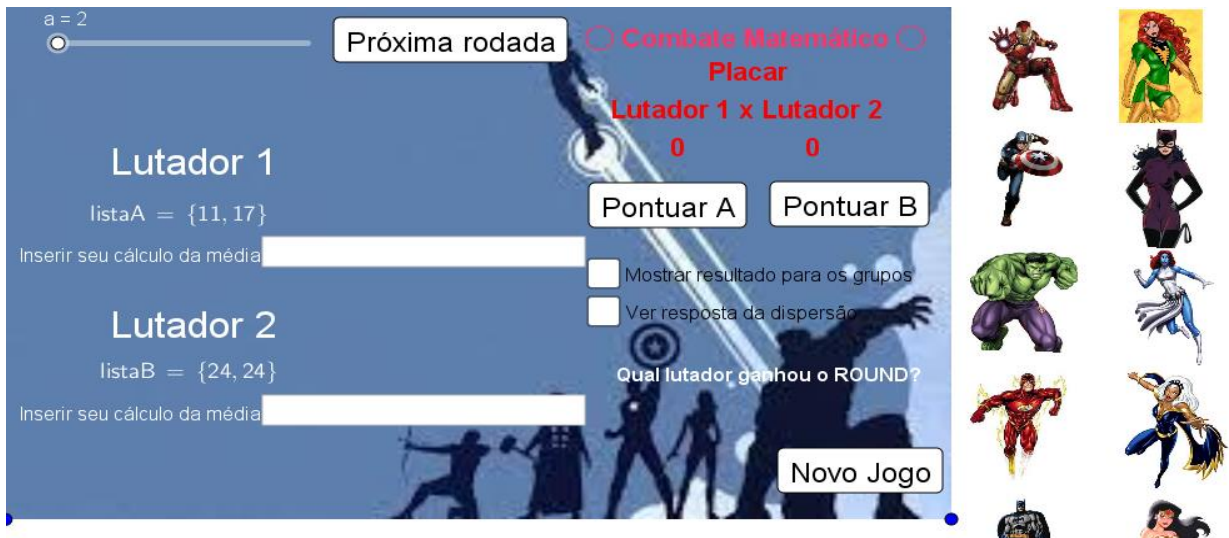 a = 2
Próxima rodada
Combate Matemático
Placar
Lutador 1 x Lutador 2
0 0
Lutador 1
listaA = {11, 17}
Inserir seu cálculo da média
Pontuar A
Pontuar B
Mostrar resultado para os grupos
Ver resposta da dispersão
Lutador 2
listaB = {24, 24}
Inserir seu cálculo da média
Qual lutador ganhou o ROUND?
Novo Jogo